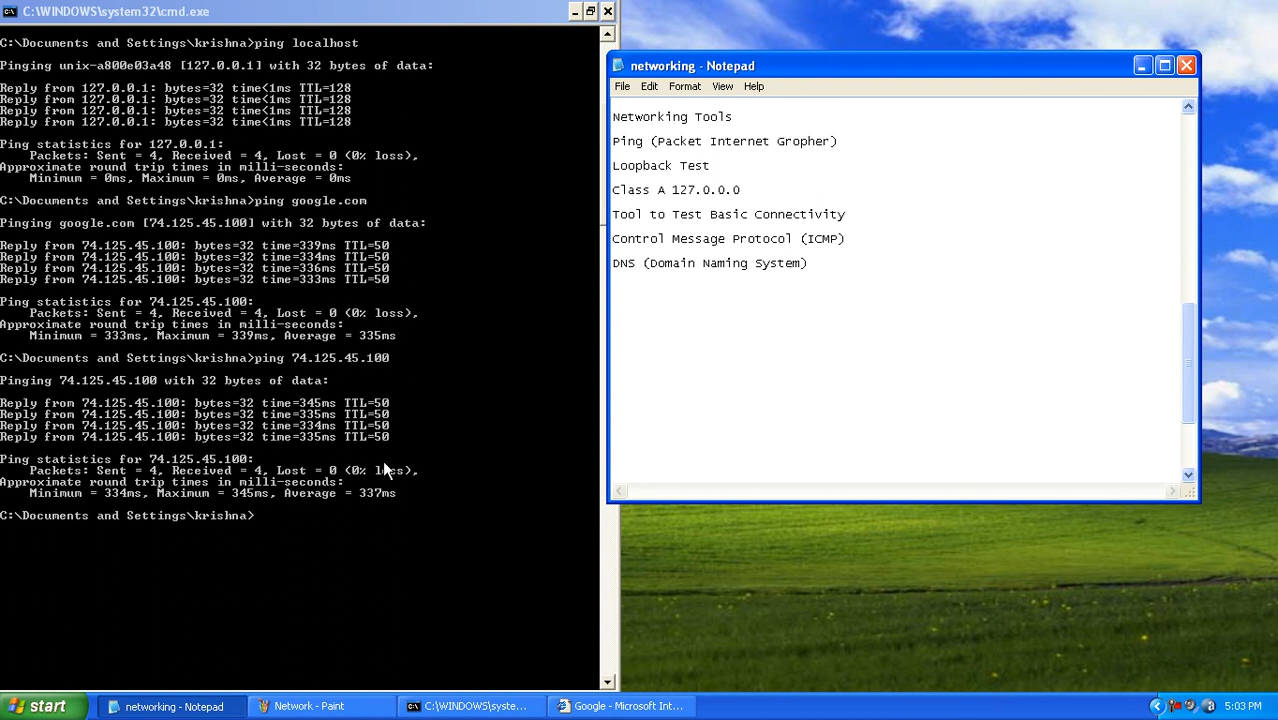 C:\WINDOWS\system32\cmd.exe
C:\Documents and Settings\krishna>ping localhost
Pinging unix-a800e03a48 [127.0.0.1] with 32 bytes of data:
Reply from 127.0.0.1: bytes=32 time<1ms TTL=128
Reply from 127.0.0.1: bytes=32 time<1ms TTL=128
Reply from 127.0.0.1: bytes=32 time<1ms TTL=128
Reply from 127.0.0.1: bytes=32 time<1ms TTL=128
Ping statistics for 127.0.0.1:
Packets: Sent = 4, Received = 4, Lost = 0 (0% loss),
Approximate round trip times in milli-seconds:
Minimum = 0ms, Maximum = 0ms, Average = 0ms
C:\Documents and Settings\krishna>ping google.com
Pinging google.com [74.125.45.100] with 32 bytes of data:
Reply from 74.125.45.100: bytes=32 time=339ms TTL=50
Reply from 74.125.45.100: bytes=32 time=334ms TTL=50
Reply from 74.125.45.100: bytes=32 time=336ms TTL=50
Reply from 74.125.45.100: bytes=32 time=333ms TTL=50
Ping statistics for 74.125.45.100:
Packets: Sent = 4, Received = 4, Lost = 0 (0% loss),
Approximate round trip times in milli-seconds:
Minimum = 333ms, Maximum = 339ms, Average = 335ms
C:\Documents and Settings\krishna>ping 74.125.45.100
Pinging 74.125.45.100 with 32 bytes of data:
Reply from 74.125.45.100: bytes=32 time=345ms TTL=50
Reply from 74.125.45.100: bytes=32 time=335ms TTL=50
Reply from 74.125.45.100: bytes=32 time=334ms TTL=50
Reply from 74.125.45.100: bytes=32 time=335ms TTL=50
Ping statistics for 74.125.45.100:
Packets: Sent = 4, Received = 4, Lost = 0 (0% loss),
Approximate round trip times in milli-seconds:
Minimum = 334ms, Maximum = 345ms, Average = 337ms
C:\Documents and Settings\krishna>
networking - Notepad
File Edit Format View Help
Networking Tools
Ping (Packet Internet Gropher)
Loopback Test
Class A 127.0.0.0
Tool to Test Basic Connectivity
Control Message Protocol (ICMP)
DNS (Domain Naming System)
start networking - Notepad Network - Paint C:\WINDOWS\syste... Google - Microsoft Int... 5:03 PM